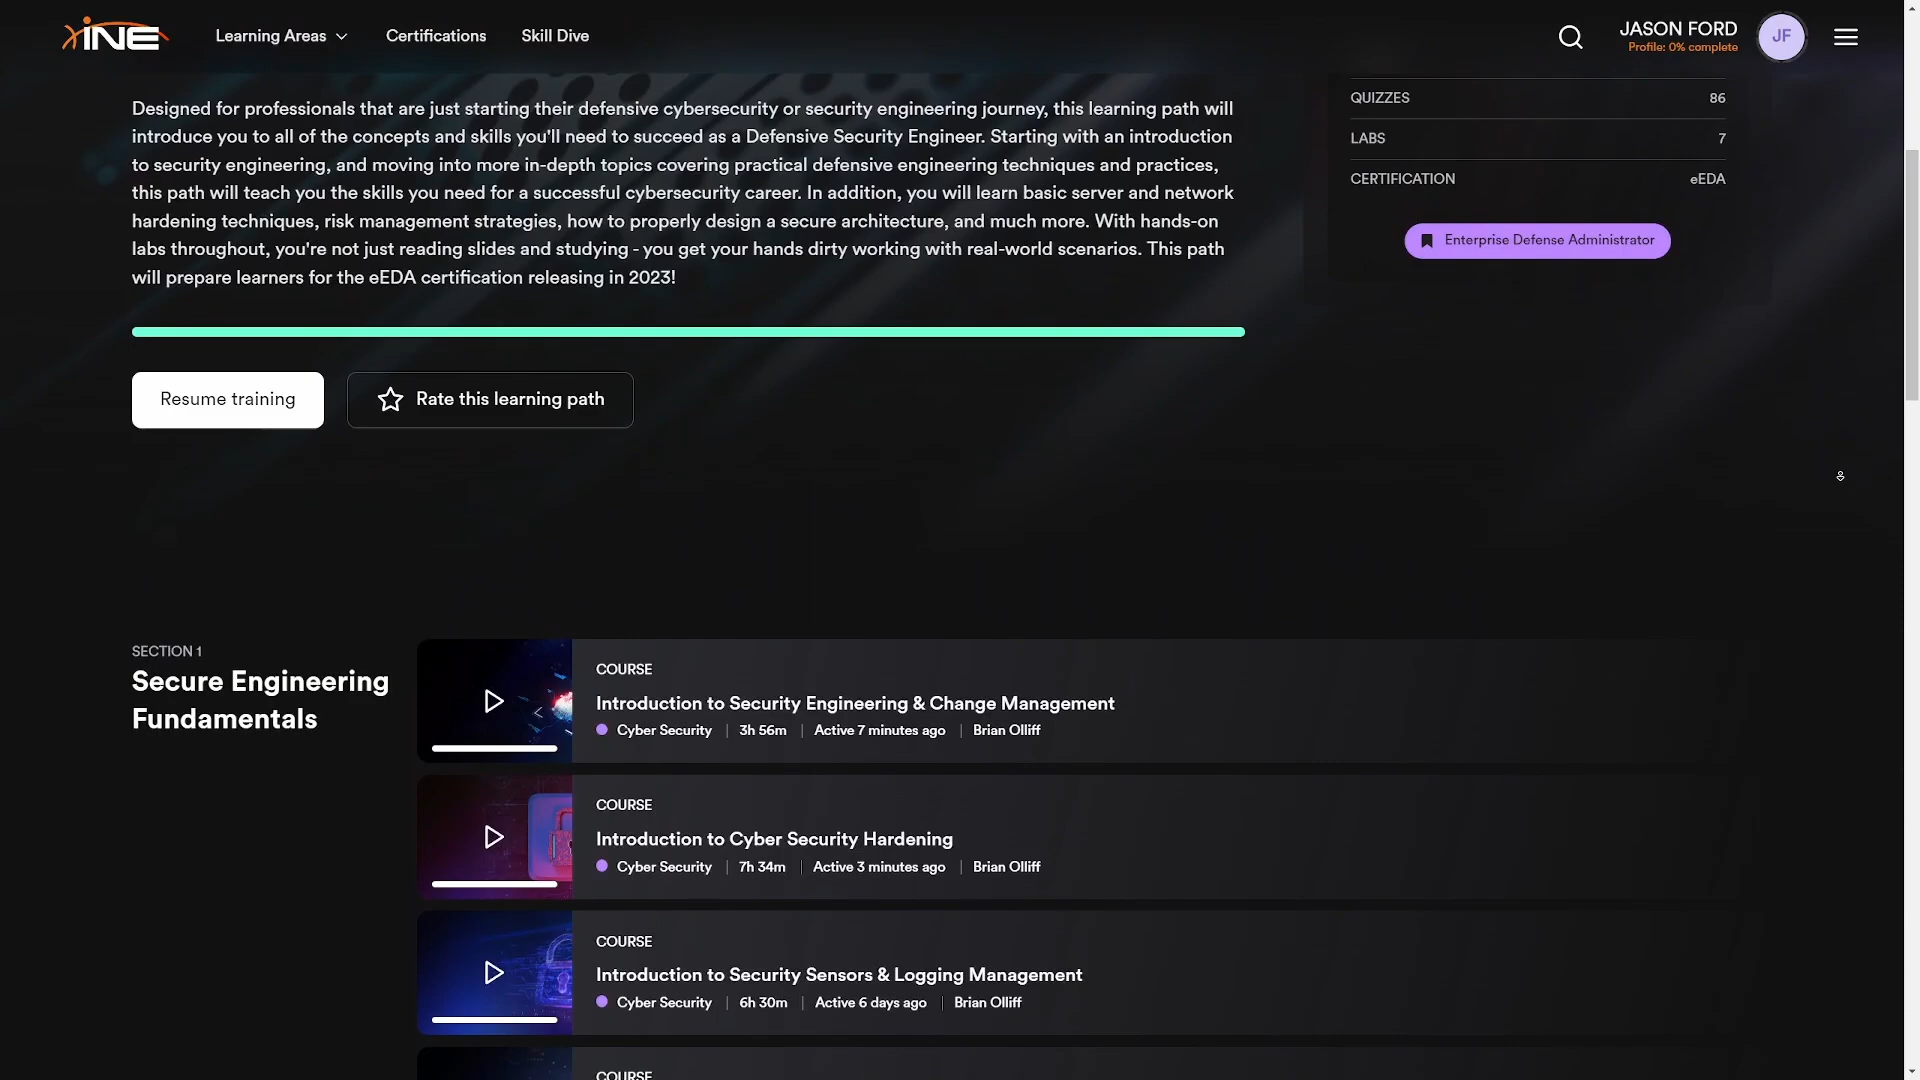 INE
Learning Areas
Certifications
Skill Dive
JASON FORD
Profile: 0% complete
JF
Designed for professionals that are just starting their defensive cybersecurity or security engineering journey, this learning path will
introduce you to all of the concepts and skills you'll need to succeed as a Defensive Security Engineer. Starting with an introduction
to security engineering, and moving into more in-depth topics covering practical defensive engineering techniques and practices,
this path will teach you the skills you need for a successful cybersecurity career. In addition, you will learn basic server and network
hardening techniques, risk management strategies, how to properly design a secure architecture, and much more. With hands-on
labs throughout, you're not just reading slides and studying - you get your hands dirty working with real-world scenarios. This path
will prepare learners for the eEDA certification releasing in 2023!
QUIZZES 86
LABS 7
CERTIFICATION eEDA
Enterprise Defense Administrator
Resume training
Rate this learning path
SECTION 1
Secure Engineering
Fundamentals
COURSE
Introduction to Security Engineering & Change Management
Cyber Security | 3h 56m | Active 7 minutes ago | Brian Olliff
COURSE
Introduction to Cyber Security Hardening
Cyber Security | 7h 34m | Active 3 minutes ago | Brian Olliff
COURSE
Introduction to Security Sensors & Logging Management
Cyber Security | 6h 30m | Active 6 days ago | Brian Olliff
COURSE